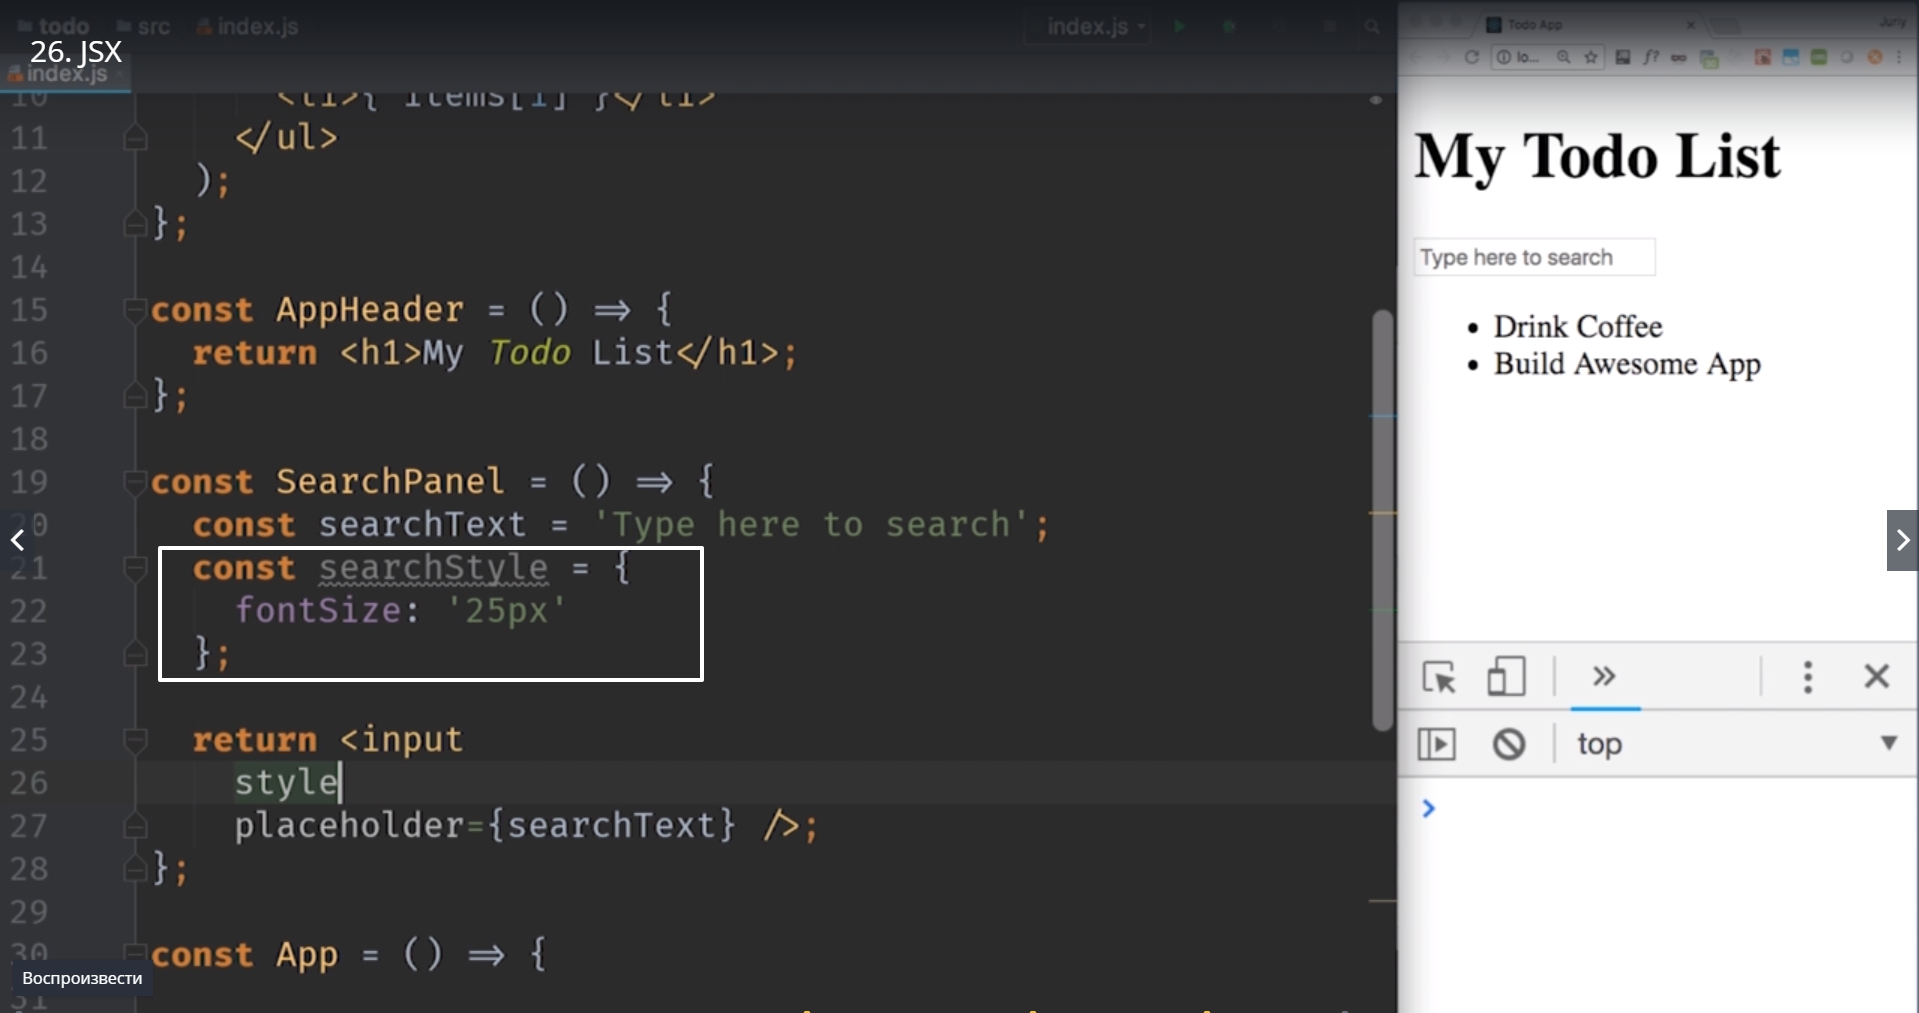 todo src index.js index.js
26. JSX
index.js
10 <li>{ items[1] }</li>
11 </ul>
12 );
13 };
14
15 const AppHeader = () => {
16 return <h1>My Todo List</h1>;
17 };
18
19 const SearchPanel = () => {
20 const searchText = 'Type here to search';
21 const searchStyle = {
22 fontSize: '25px'
23 };
24
25 return <input
26 style
27 placeholder={searchText} />;
28 };
29
30 const App = () => {
31
Воспроизвести
Todo App
Juriy
lo... f?
My Todo List
Type here to search
Drink Coffee
Build Awesome App
top